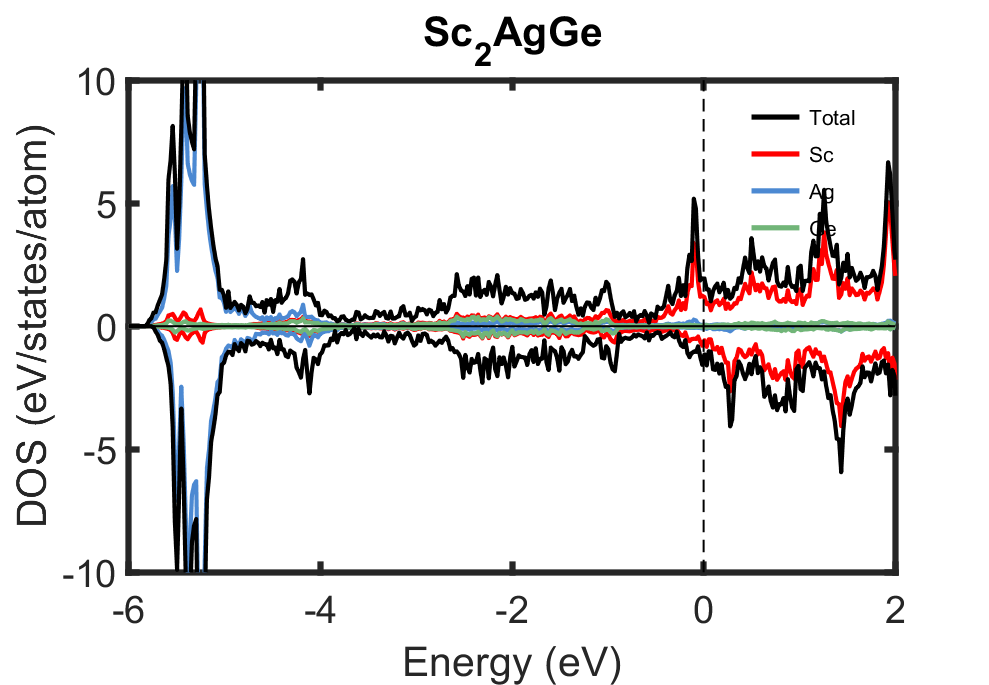 Sc2AgGe
10
5
0
-5
-10
DOS (eV/states/atom)
Total
Sc
Ag
Ge
-6 -4 -2 0 2
Energy (eV)